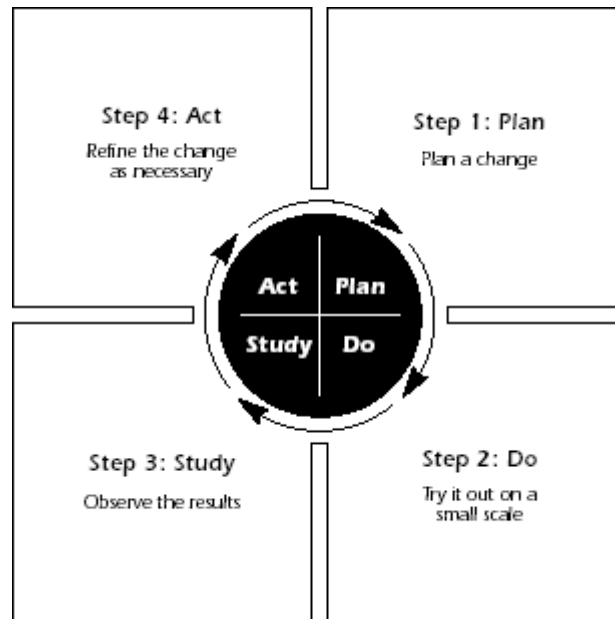 Step 4: Act
Refine the change
as necessary
Step 1: Plan
Plan a change
Act
Plan
Study
Do
Step 3: Study
Observe the results
Step 2: Do
Try it out on a
small scale